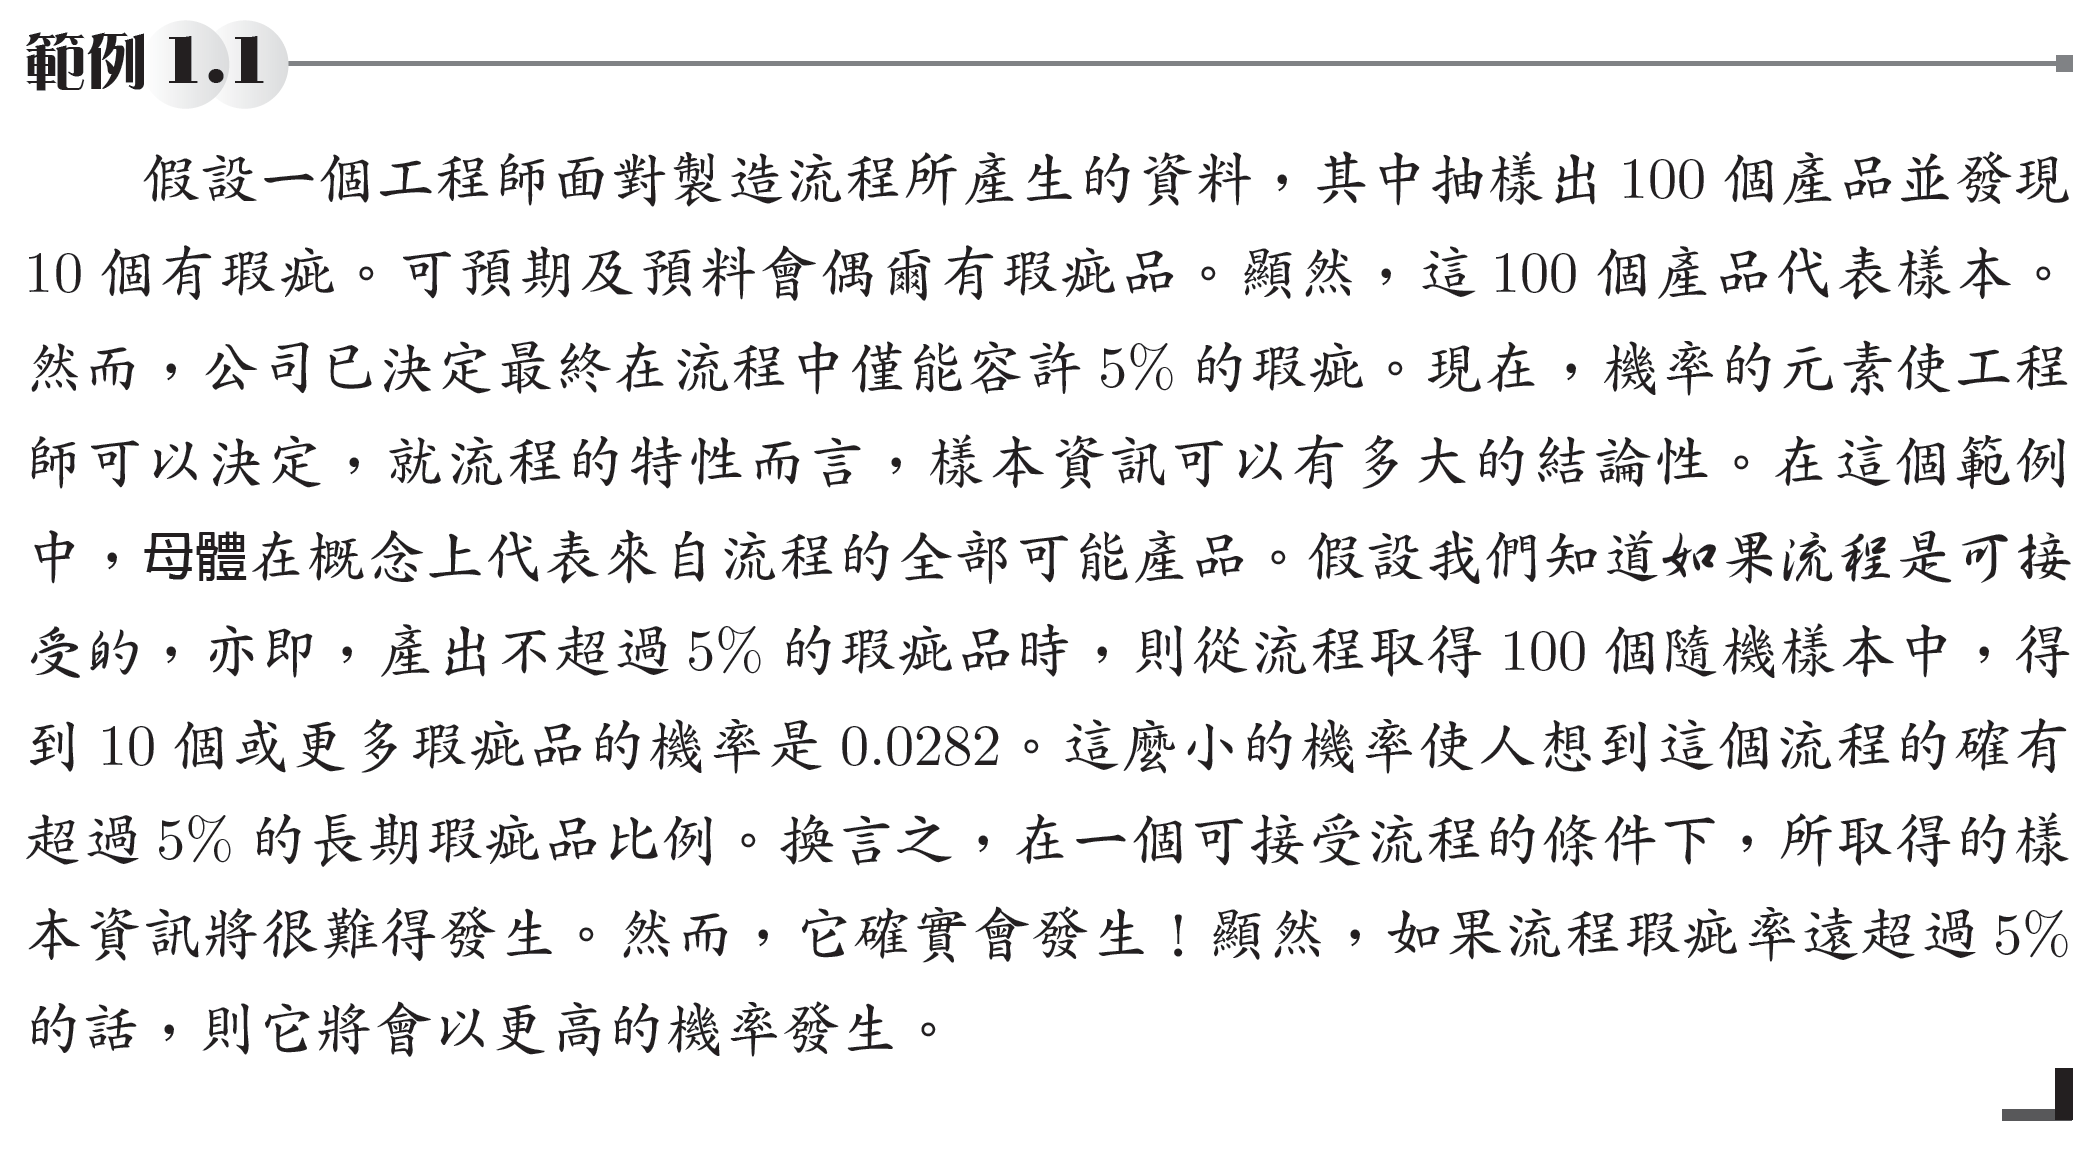 範例 1.1
假設一個工程師面對製造流程所產生的資料，其中抽樣出 100 個產品並發現
10 個有瑕疵。可預期及預料會偶爾有瑕疵品。顯然，這 100 個產品代表樣本。
然而，公司已決定最終在流程中僅能容許 5% 的瑕疵。現在，機率的元素使工程
師可以決定，就流程的特性而言，樣本資訊可以有多大的結論性。在這個範例
中，母體在概念上代表來自流程的全部可能產品。假設我們知道如果流程是可接
受的，亦即，產出不超過 5% 的瑕疵品時，則從流程取得 100 個隨機樣本中，得
到 10 個或更多瑕疵品的機率是 0.0282。這麼小的機率使人想到這個流程的確有
超過 5% 的長期瑕疵品比例。換言之，在一個可接受流程的條件下，所取得的樣
本資訊將很難得發生。然而，它確實會發生！顯然，如果流程瑕疵率遠超過 5%
的話，則它將會以更高的機率發生。